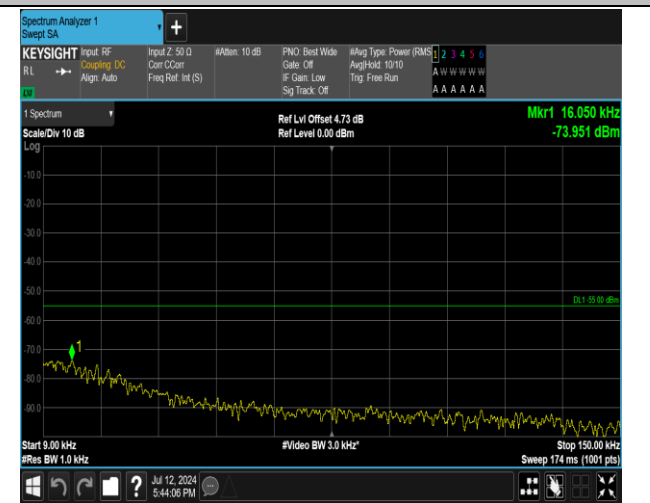 Spectrum Analyzer 1
Swept SA
+
KEYSIGHT
RL
LW
Input: RF
Coupling: DC
Align: Auto
Input Z: 50 Ω
Corr CCorr
Freq Ref: Int (S)
#Atten: 10 dB
PNO: Best Wide
Gate: Off
IF Gain: Low
Sig Track: Off
#Avg Type: Power (RMS
Avg|Hold: 10/10
Trig: Free Run
1 2 3 4 5 6
A W W W W W
A A A A A A
1 Spectrum
Scale/Div 10 dB
Log
Ref Lvl Offset 4.73 dB
Ref Level 0.00 dBm
Mkr1 16.050 kHz
-73.951 dBm
-10.0
-20.0
-30.0
-40.0
-50.0
-60.0
-70.0
-80.0
-90.0
DL1 -55.00 dBm
1
Start 9.00 kHz
#Res BW 1.0 kHz
#Video BW 3.0 kHz*
Stop 150.00 kHz
Sweep 174 ms (1001 pts)
?
Jul 12, 2024
5:44:06 PM